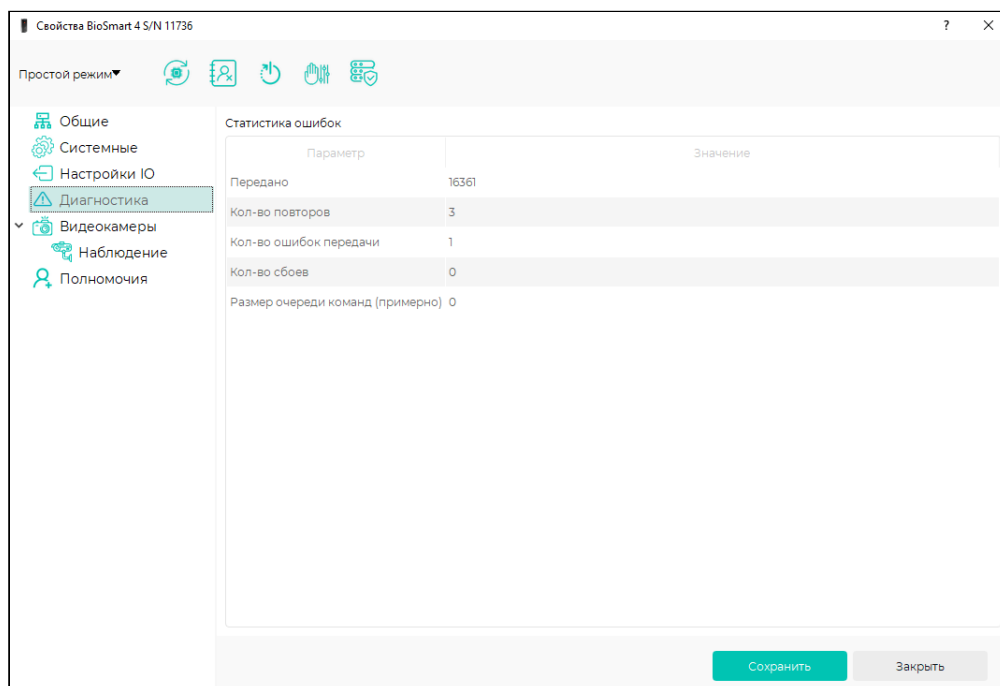 Свойства BioSmart 4 S/N 11736
?
Простой режим
Общие
Системные
Настройки IO
Диагностика
Видеокамеры
Наблюдение
Полномочия
Статистика ошибок
Параметр Значение
Передано 16361
Кол-во повторов 3
Кол-во ошибок передачи 1
Кол-во сбоев 0
Размер очереди команд (примерно) 0
Сохранить Закрыть